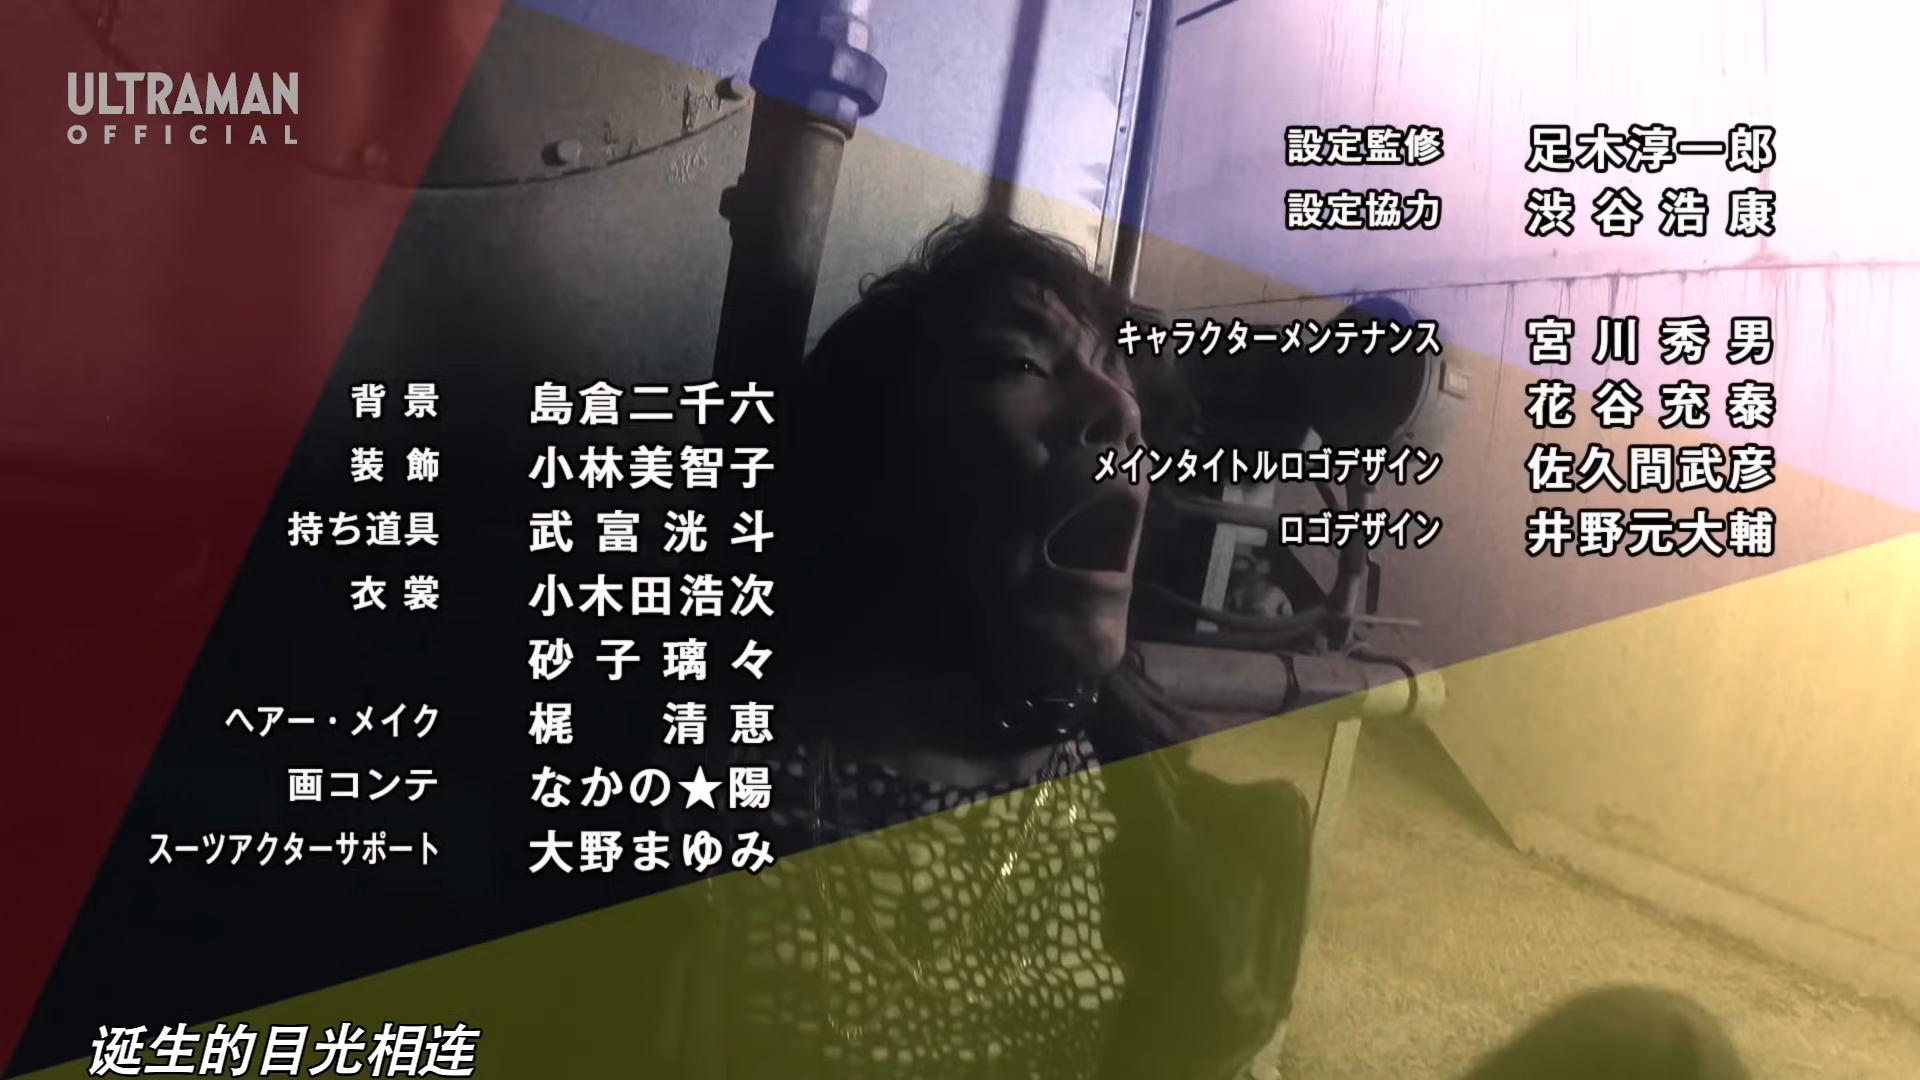 ULTRAMAN
OFFICIAL
設定監修 足木淳一郎
設定協力 渋谷浩康
キャラクターメンテナンス 宮川秀男
花谷充泰
メインタイトルロゴデザイン 佐久間武彦
ロゴデザイン 井野元大輔
背景 島倉二千六
装飾 小林美智子
持ち道具 武富洸斗
衣裳 小木田浩次
砂子璃々
ヘアー・メイク 梶 清恵
画コンテ なかの★陽
スーツアクターサポート 大野まゆみ
诞生的目光相连